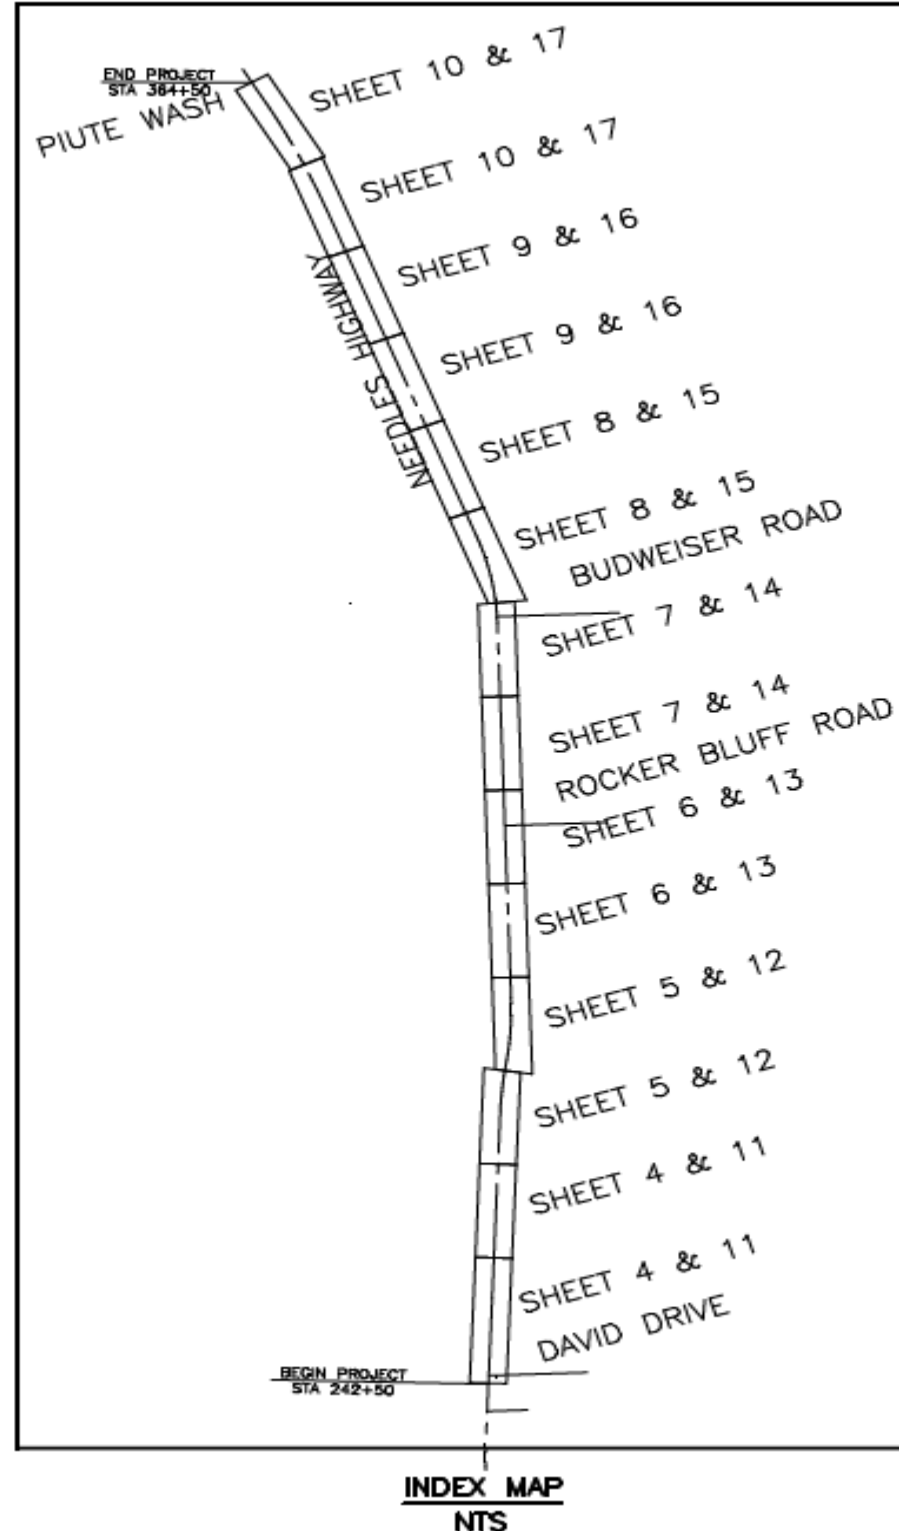 SHEET 10 & 17
END PROJECT
STA 364+50
PIUTE WASH
SHEET 10 & 17
SHEET 9 & 16
NEEDLES HIGHWAY
SHEET 9 & 16
SHEET 8 & 15
SHEET 8 & 15
BUDWEISER ROAD
SHEET 7 & 14
SHEET 7 & 14
ROCKER BLUFF ROAD
SHEET 6 & 13
SHEET 6 & 13
SHEET 5 & 12
SHEET 5 & 12
SHEET 4 & 11
SHEET 4 & 11
DAVID DRIVE
BEGIN PROJECT
STA 242+50
INDEX MAP
NTS